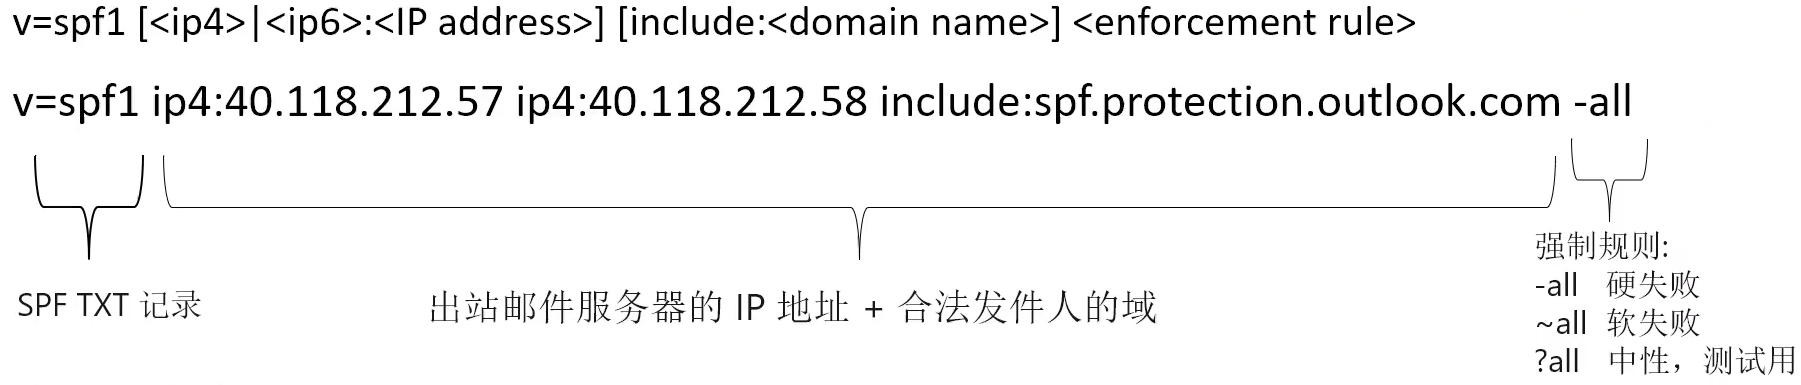 v=spf1 [<ip4>|<ip6>:<IP address>] [include:<domain name>] <enforcement rule>
v=spf1 ip4:40.118.212.57 ip4:40.118.212.58 include:spf.protection.outlook.com -all
SPF TXT 记录
出站邮件服务器的 IP 地址 + 合法发件人的域
强制规则:
-all 硬失败
~all 软失败
?all 中性，测试用